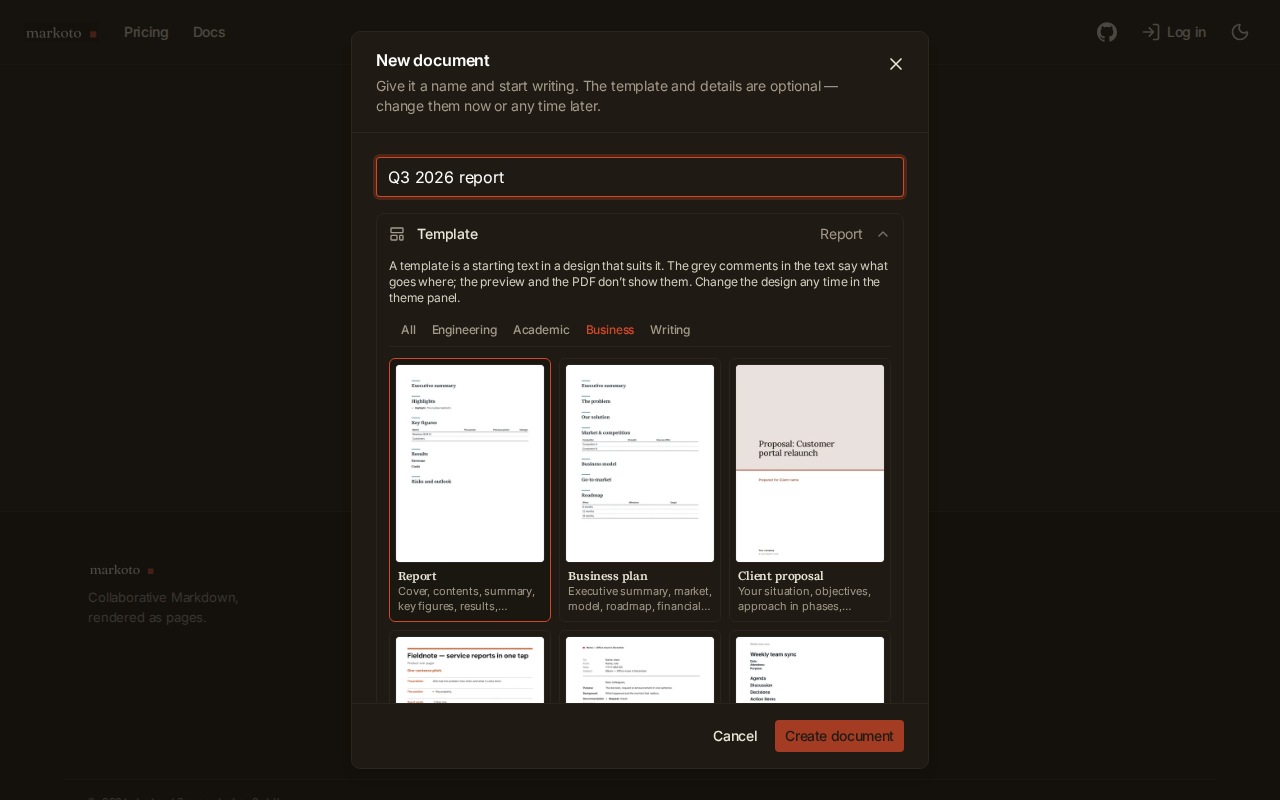 markoto
Pricing
Docs
Log in
New document
Give it a name and start writing. The template and details are optional —
change them now or any time later.
Q3 2026 report
Template
Report
A template is a starting text in a design that suits it. The grey comments in the text say what
goes where; the preview and the PDF don't show them. Change the design any time in the
theme panel.
All
Engineering
Academic
Business
Writing
Executive summary
Highlights
Key figures
Results
Risks and outlook
Executive summary
The problem
Our solution
Market & competition
Business model
Go-to-market
Roadmap
Proposal: Customer
portal relaunch
Prepared for Client name
Report
Cover, contents, summary,
key figures, results,...
Business plan
Executive summary, market,
model, roadmap, financial...
Client proposal
Your situation, objectives,
approach in phases,...
Fieldnote — service reports in one tap
Weekly team sync
Agenda
Discussion
Decisions
Action items
markoto
Collaborative Markdown,
rendered as pages.
Cancel
Create document